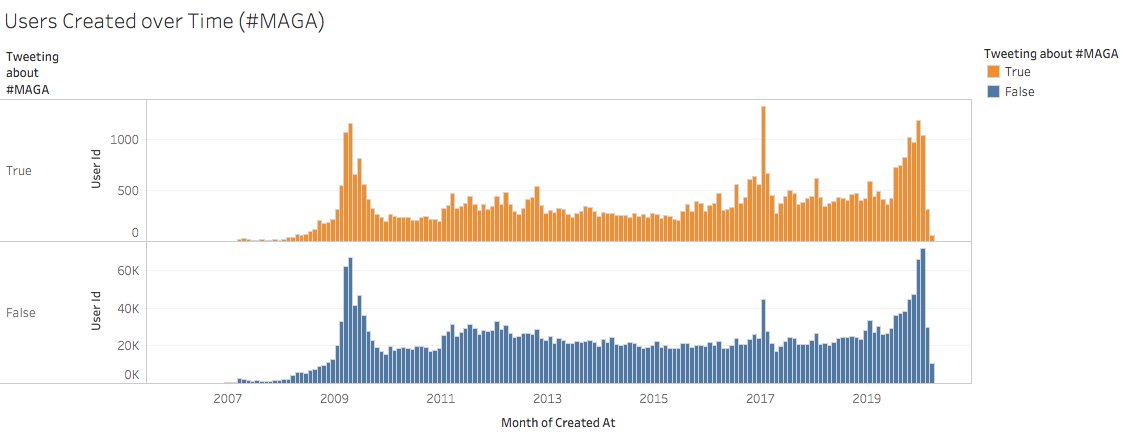 Users Created over Time (#MAGA)
Tweeting
about
#MAGA
Tweeting about #MAGA
True
False
True
User Id
1000
500
0
False
User Id
60K
40K
20K
0K
2007
2009
2011
2013
2015
2017
2019
Month of Created At